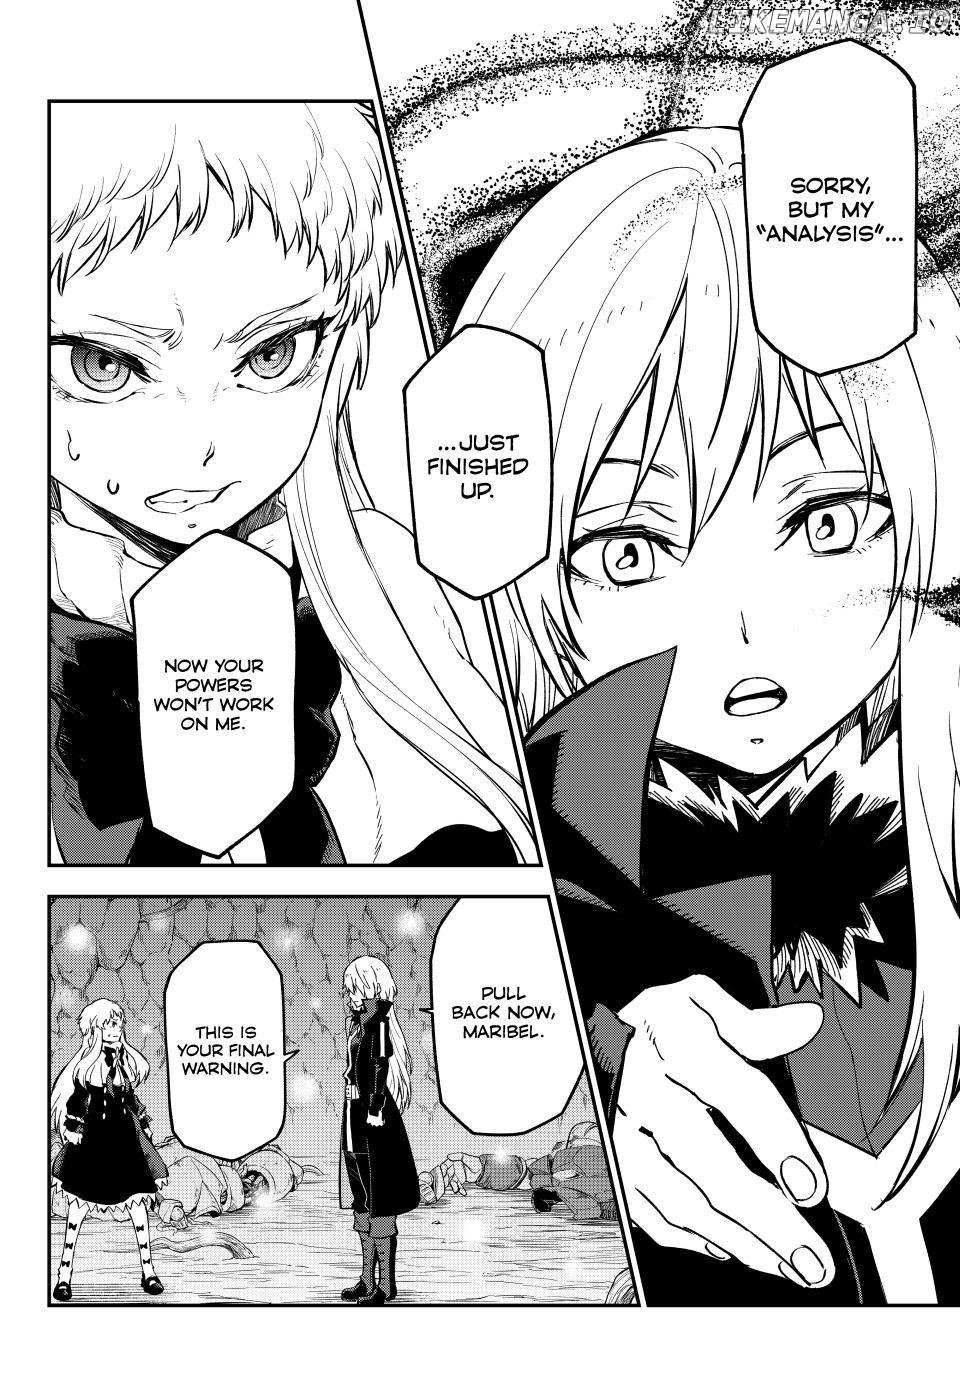 LIKEMANGA.IO
SORRY,
BUT MY
"ANALYSIS"...
...JUST
FINISHED
UP.
NOW YOUR
POWERS
WON'T WORK
ON ME.
PULL
BACK NOW,
MARIBEL.
THIS IS
YOUR FINAL
WARNING.